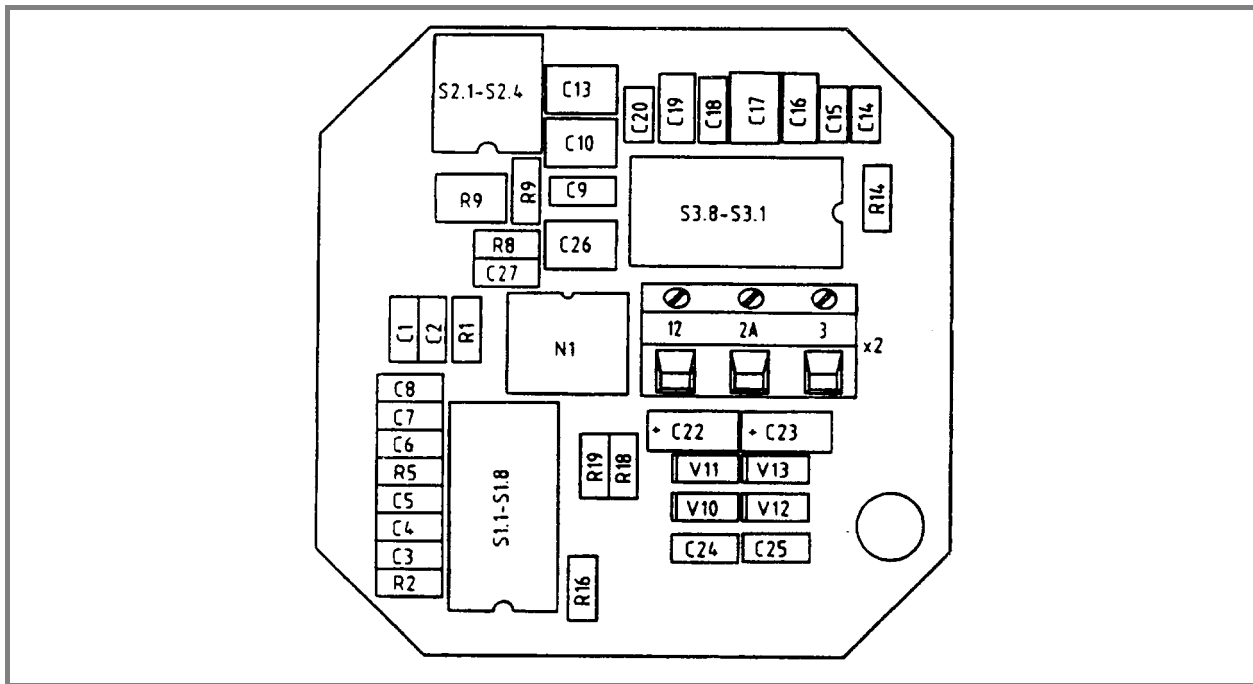 S2.1-S2.4
C13
C10
C20
C19
C18
C17
C16
C15
C14
R9
R9
C9
S3.8-S3.1
R14
R8
C27
C26
C1
C2
R1
N1
12 2A 3
x2
C8
C7
C6
R5
C5
C4
C3
R2
S1.1-S1.8
R19
R18
R16
+ C22
+ C23
V11
V13
V10
V12
C24
C25